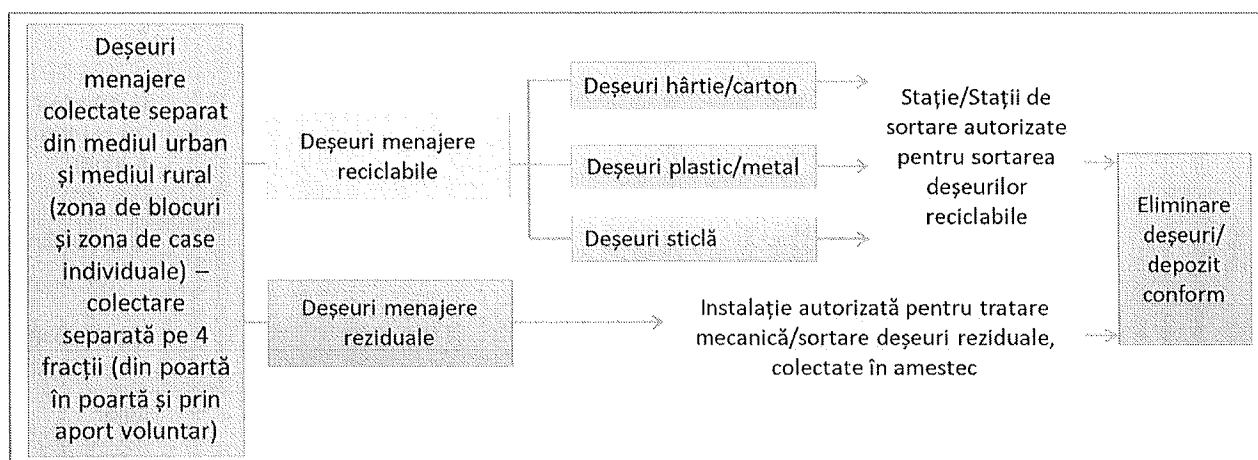 Deșeuri
menajere
colectate separat
din mediul urban
și mediul rural
(zona de blocuri
și zona de case
individuale) –
colectare
separată pe 4
fracții (din poartă
în poartă și prin
aport voluntar)
Deșeuri menajere
reciclabile
Deșeuri hârtie/carton
Deșeuri plastic/metal
Deșeuri sticlă
Stație/Stații de
sortare autorizate
pentru sortarea
deșeurilor
reciclabile
Deșeuri menajere
reziduale
Instalație autorizată pentru tratare
mecanică/sortare deșeuri reziduale,
colectate în amestec
Eliminare
deșeuri/
depozit
conform